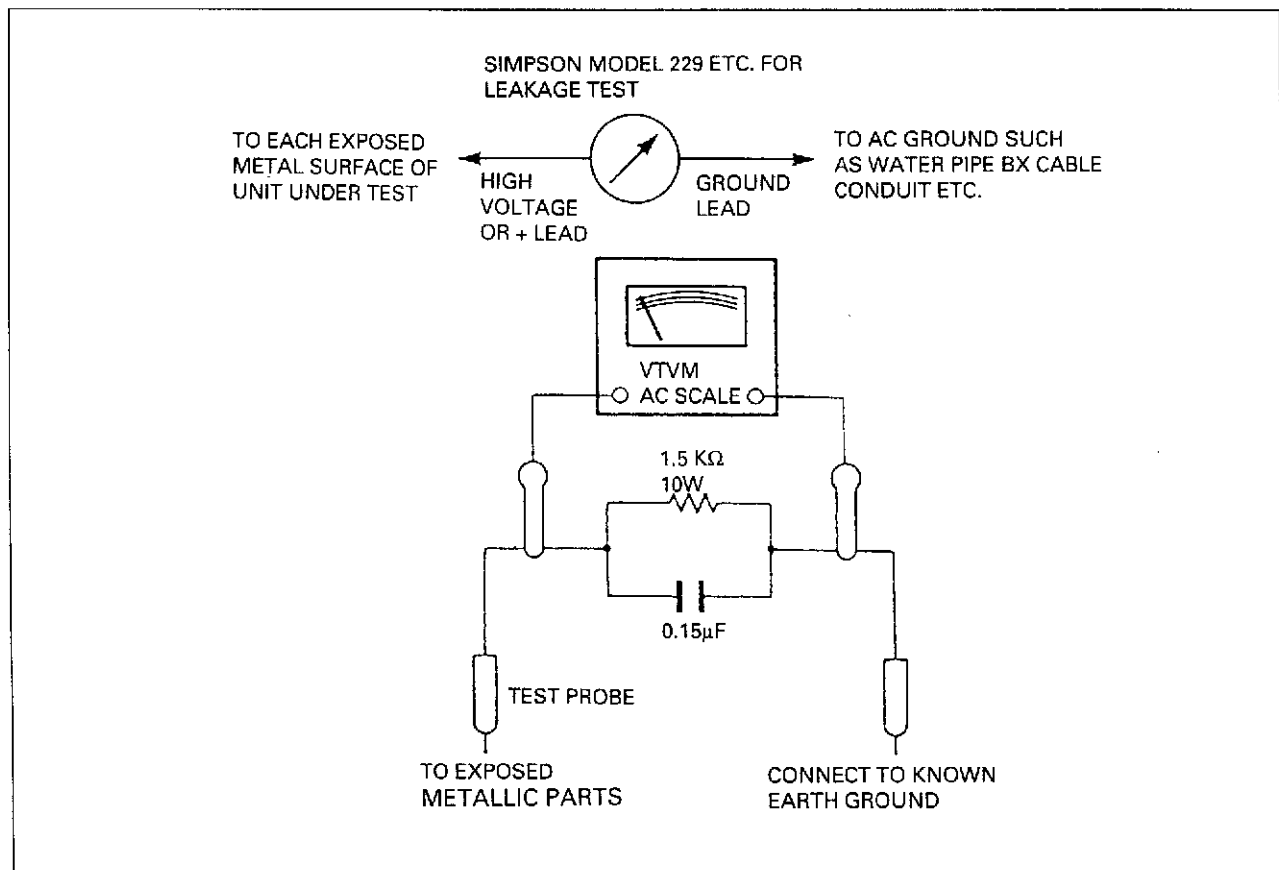 SIMPSON MODEL 229 ETC. FOR
LEAKAGE TEST
TO EACH EXPOSED
METAL SURFACE OF
UNIT UNDER TEST
HIGH
VOLTAGE
OR + LEAD
GROUND
LEAD
TO AC GROUND SUCH
AS WATER PIPE BX CABLE
CONDUIT ETC.
VTVM
AC SCALE
1.5 KΩ
10W
0.15µF
TEST PROBE
TO EXPOSED
METALLIC PARTS
CONNECT TO KNOWN
EARTH GROUND